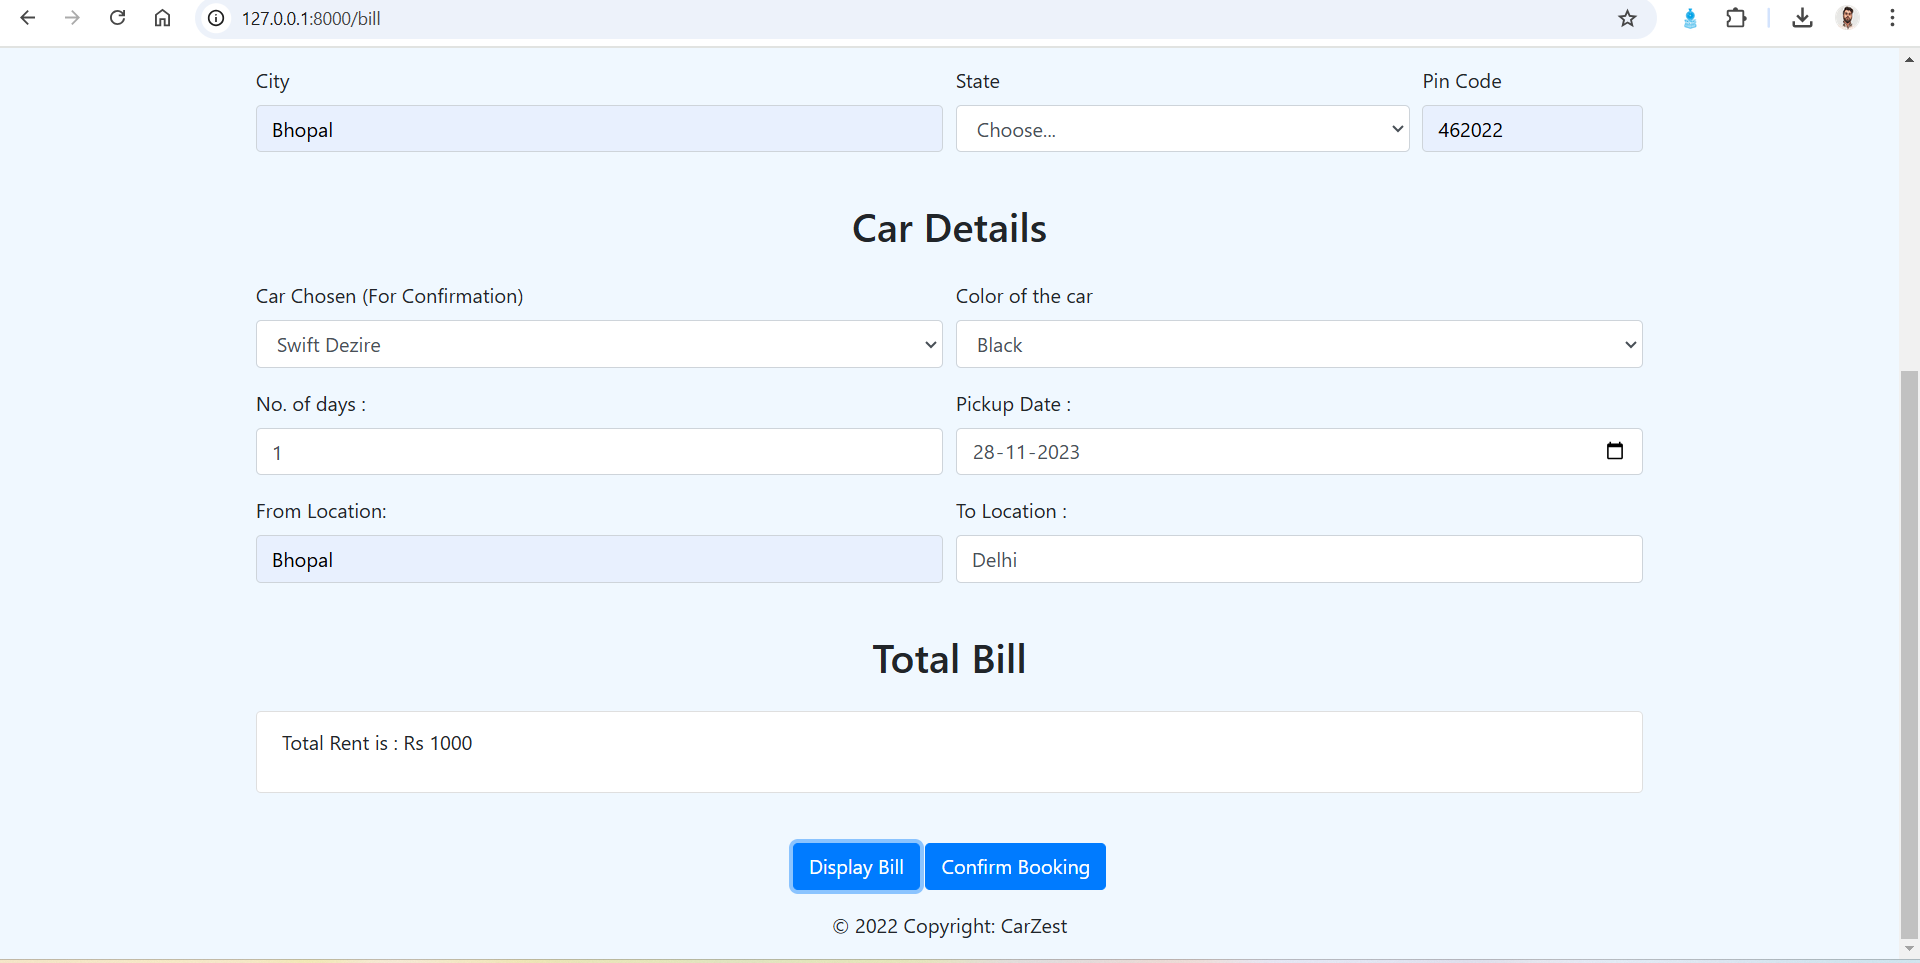 127.0.0.1:8000/bill
City State Pin Code
Bhopal Choose... 462022
Car Details
Car Chosen (For Confirmation) Color of the car
Swift Dezire Black
No. of days : Pickup Date :
1 28-11-2023
From Location: To Location :
Bhopal Delhi
Total Bill
Total Rent is : Rs 1000
Display Bill Confirm Booking
© 2022 Copyright: CarZest